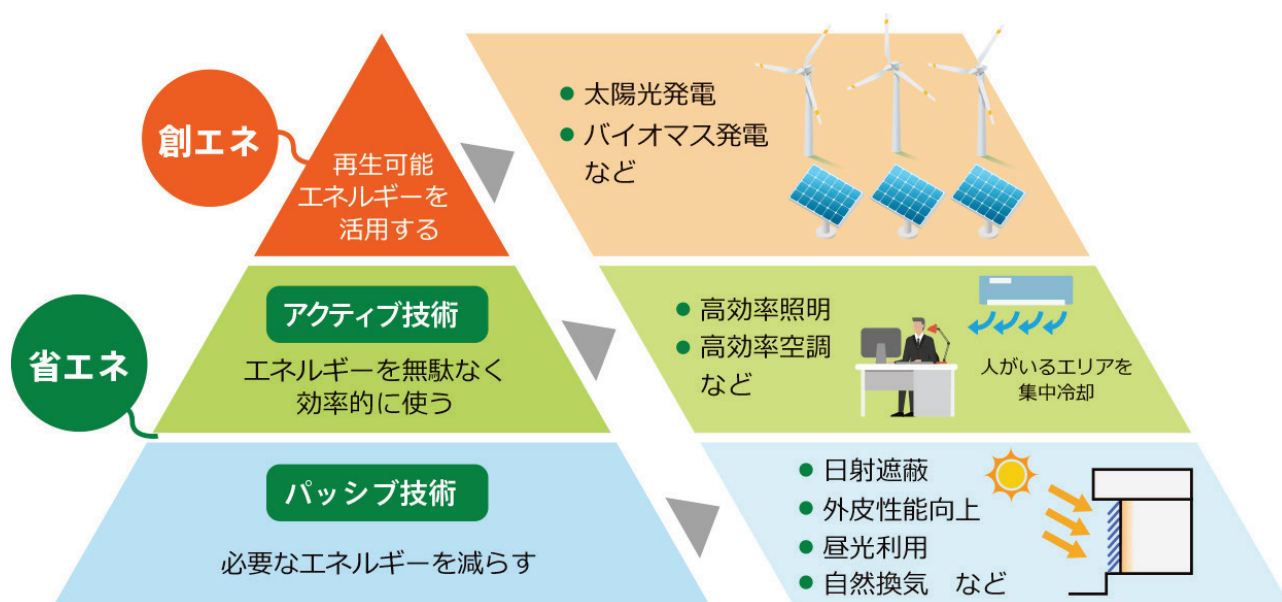 創エネ
再生可能
エネルギーを
活用する
● 太陽光発電
● バイオマス発電
など
省エネ
アクティブ技術
エネルギーを無駄なく
効率的に使う
● 高効率照明
● 高効率空調
など
人がいるエリアを
集中冷却
パッシブ技術
必要なエネルギーを減らす
● 日射遮蔽
● 外皮性能向上
● 昼光利用
● 自然換気　など